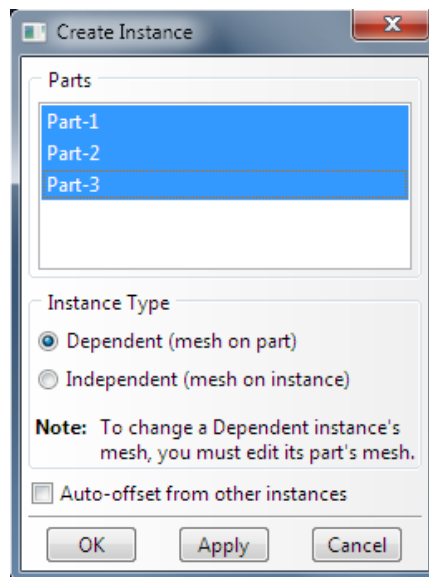 Create Instance
Parts
Part-1
Part-2
Part-3
Instance Type
Dependent (mesh on part)
Independent (mesh on instance)
Note: To change a Dependent instance's
mesh, you must edit its part's mesh.
Auto-offset from other instances
OK Apply Cancel